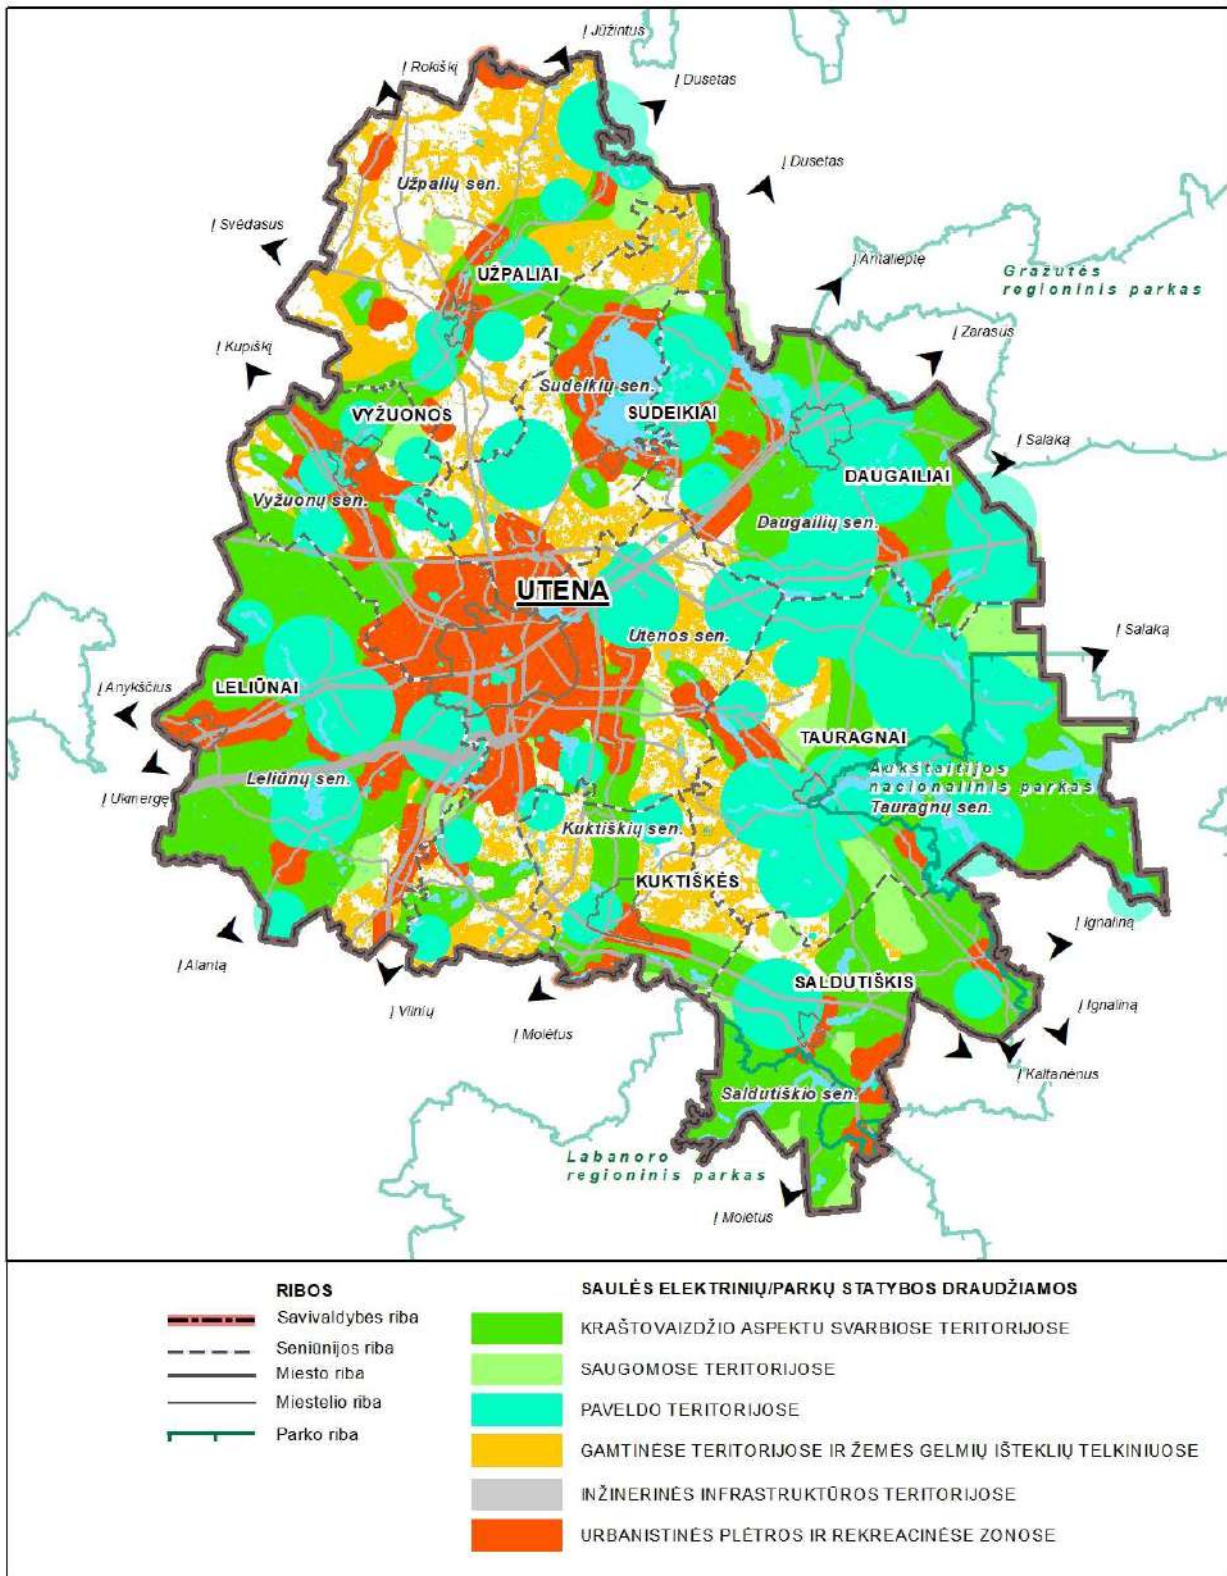 Į Jūžintus
Į Rokiškį
Į Dusetas
Į Dusetas
Užpalių sen.
Į Svėdasus
UŽPALIAI
Į Antalieptę
Gražutės
regioninis parkas
Į Zarasus
Į Kupiškį
Sudeikių sen.
VYŽUONOS
SUDEIKIAI
Į Salaką
DAUGAILIAI
Vyžuonų sen.
Daugailių sen.
UTENA
Utenos sen.
Į Salaką
Į Anykščius
LELIŪNAI
TAURAGNAI
Aukštaitijos
nacionalinis parkas
Leliūnų sen.
Į Ukmergę
Tauragnų sen.
Kuktiškių sen.
KUKTIŠKĖS
Į Ignaliną
Į Alantą
SALDUTIŠKIS
Į Vilnių
Į Ignaliną
Į Molėtus
Į Kaltanėnus
Saldutiškio sen.
Labanoro
regioninis parkas
Į Molėtus
RIBOS
Savivaldybės riba
Seniūnijos riba
Miesto riba
Miestelio riba
Parko riba
SAULĖS ELEKTRINIŲ/PARKŲ STATYBOS DRAUDŽIAMOS
KRAŠTOVAIZDŽIO ASPEKTU SVARBIOSE TERITORIJOSE
SAUGOMOSE TERITORIJOSE
PAVELDO TERITORIJOSE
GAMTINĖSE TERITORIJOSE IR ŽEMĖS GELMIŲ IŠTEKLIŲ TELKINIUOSE
INŽINERINĖS INFRASTRUKTŪROS TERITORIJOSE
URBANISTINĖS PLĖTROS IR REKREACINĖSE ZONOSE